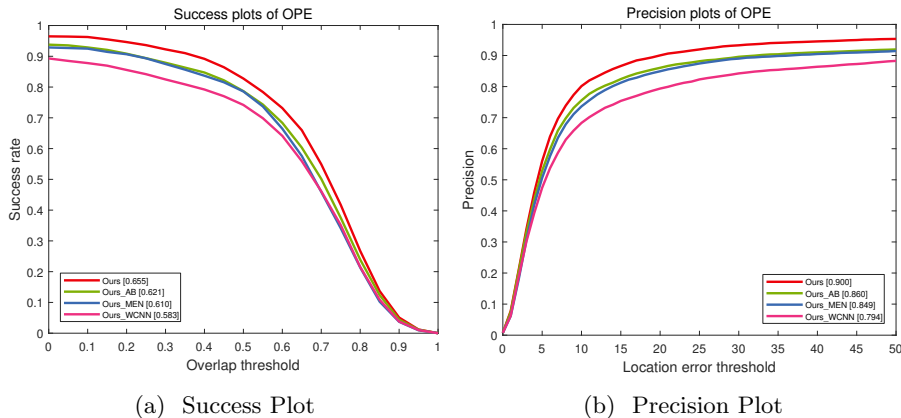 Success plots of OPE
1
0.9
0.8
0.7
0.6
0.5
0.4
0.3
0.2
0.1
0
Success rate
Ours [0.655]
Ours_AB [0.621]
Ours_MEN [0.610]
Ours_WCNN [0.583]
0 0.1 0.2 0.3 0.4 0.5 0.6 0.7 0.8 0.9 1
Overlap threshold
(a) Success Plot
Precision plots of OPE
1
0.9
0.8
0.7
0.6
0.5
0.4
0.3
0.2
0.1
0
Precision
Ours [0.900]
Ours_AB [0.860]
Ours_MEN [0.849]
Ours_WCNN [0.794]
0 5 10 15 20 25 30 35 40 45 50
Location error threshold
(b) Precision Plot